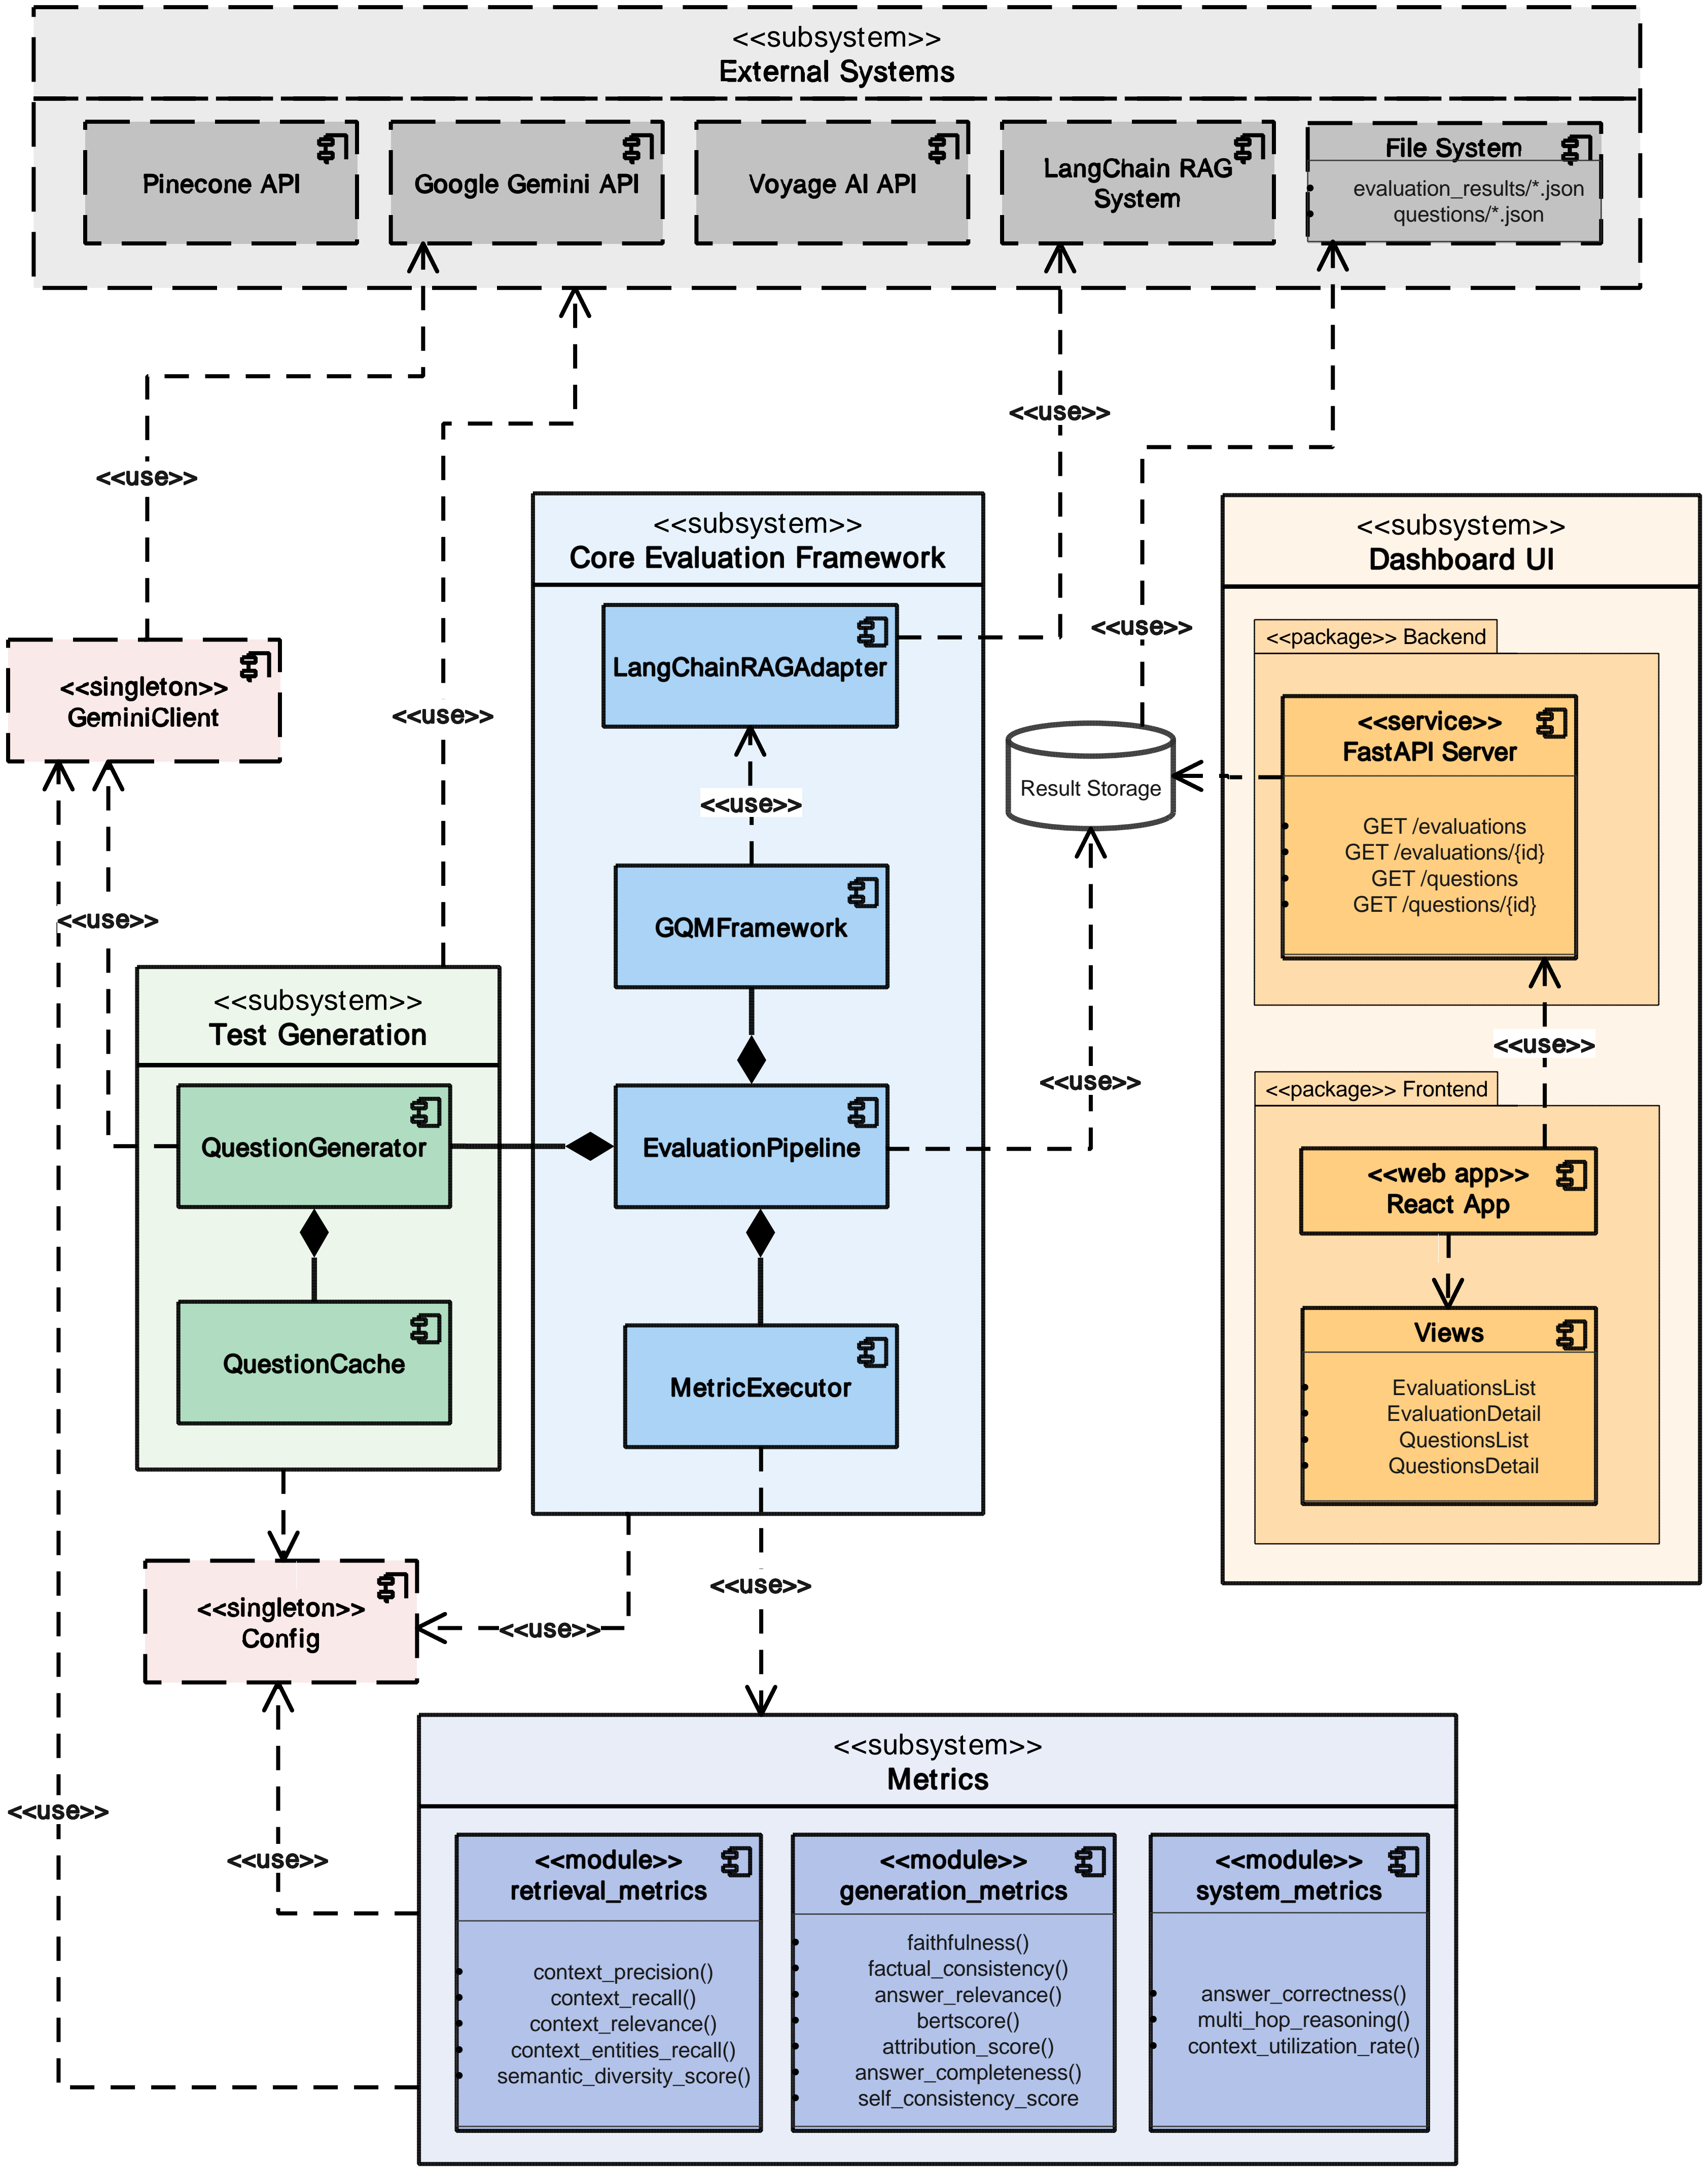 <<subsystem>>
External Systems
Pinecone API
Google Gemini API
Voyage AI API
LangChain RAG
System
File System
evaluation_results/*.json
questions/*.json
<<use>>
<<use>>
<<subsystem>>
Core Evaluation Framework
<<subsystem>>
Dashboard UI
<<use>>
<<package>> Backend
LangChainRAGAdapter
<<singleton>>
GeminiClient
<<use>>
<<service>>
FastAPI Server
GET /evaluations
GET /evaluations/{id}
GET /questions
GET /questions/{id}
Result Storage
<<use>>
<<use>>
GQMFramework
<<subsystem>>
Test Generation
<<use>>
<<use>>
<<package>> Frontend
QuestionGenerator
EvaluationPipeline
<<web app>>
React App
Views
EvaluationsList
EvaluationDetail
QuestionsList
QuestionsDetail
QuestionCache
MetricExecutor
<<singleton>>
Config
<<use>>
<<use>>
<<subsystem>>
Metrics
<<use>>
<<use>>
<<module>>
retrieval_metrics
context_precision()
context_recall()
context_relevance()
context_entities_recall()
semantic_diversity_score()
<<module>>
generation_metrics
faithfulness()
factual_consistency()
answer_relevance()
bertscore()
attribution_score()
answer_completeness()
self_consistency_score
<<module>>
system_metrics
answer_correctness()
multi_hop_reasoning()
context_utilization_rate()